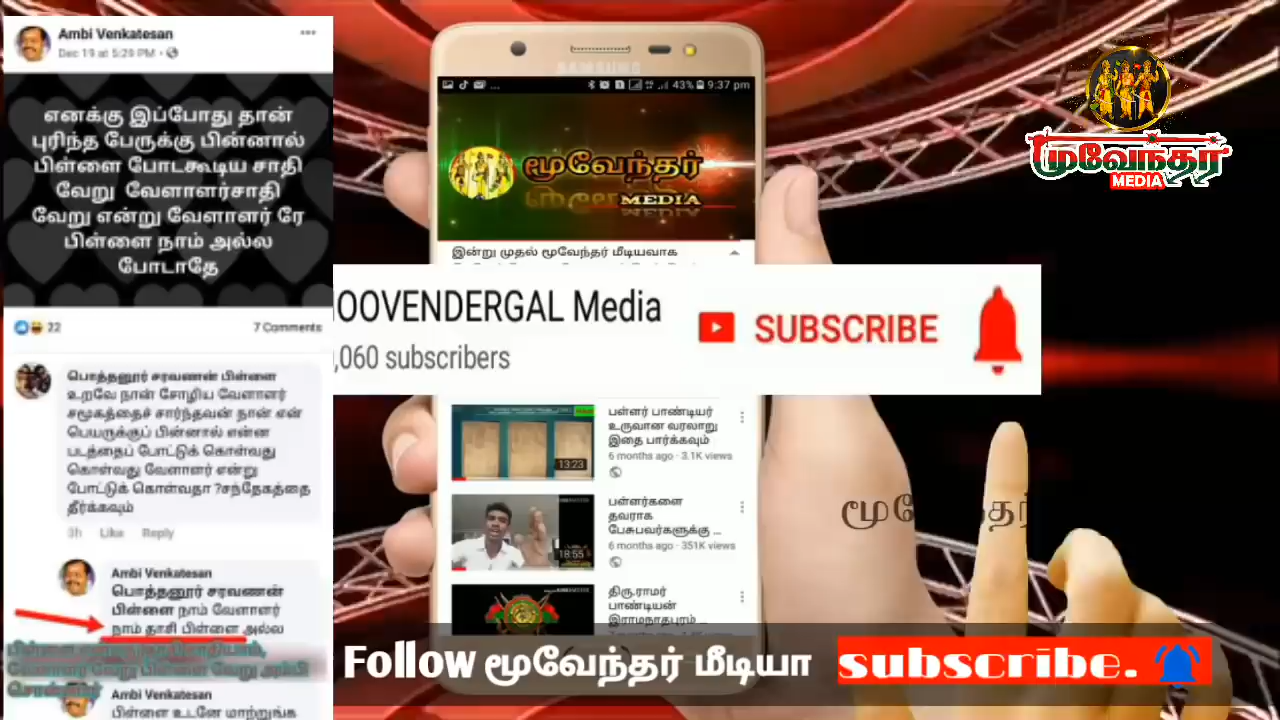 Ambi Venkatesan
Dec 19 at 5:29 PM
எனக்கு இப்போது தான்
புரிந்த பேருக்கு பின்னால்
பிள்ளை போடகூடிய சாதி
வேறு வேளாளர்சாதி
வேறு என்று வேளாளர் ரே
பிள்ளை நாம் அல்ல
போடாதே
22
7 Comments
பொத்தனூர் சரவணன் பிள்ளை
உறவே நான் சோழிய வேளாளர்
சமூகத்தைச் சார்ந்தவன் நான் என்
பெயருக்குப் பின்னால் என்ன
படத்தைப் போட்டுக் கொள்வது
கொள்வது வேளாளர் என்று
போட்டுக் கொள்வதா ?சந்தேகத்தை
தீர்க்கவும்
3h Like Reply
Ambi Venkatesan
பொத்தனூர் சரவணன்
பிள்ளை நாம் வேளாளர்
நாம் தாசி பிள்ளை அல்ல
Ambi Venkatesan
பிள்ளை உடனே மாற்றுங்க
SAMSUNG
43% 9:37 pm
மூவேந்தர்
MEDIA
இன்று முதல் மூவேந்தர் மீடியவாக
OOVENDERGAL Media
,060 subscribers
SUBSCRIBE
பள்ளர் பாண்டியர்
உருவான வரலாறு
இதை பார்க்கவும்
6 months ago · 3.1K views
13:23
பள்ளர்களை
தவராக
பேசுபவர்களுக்கு ...
6 months ago · 351K views
18:55
திரு.ராமர்
பாண்டியன்
இராமநாதபுரம் ...
மூவேந்தர்
MEDIA
Follow மூவேந்தர் மீடியா subscribe.